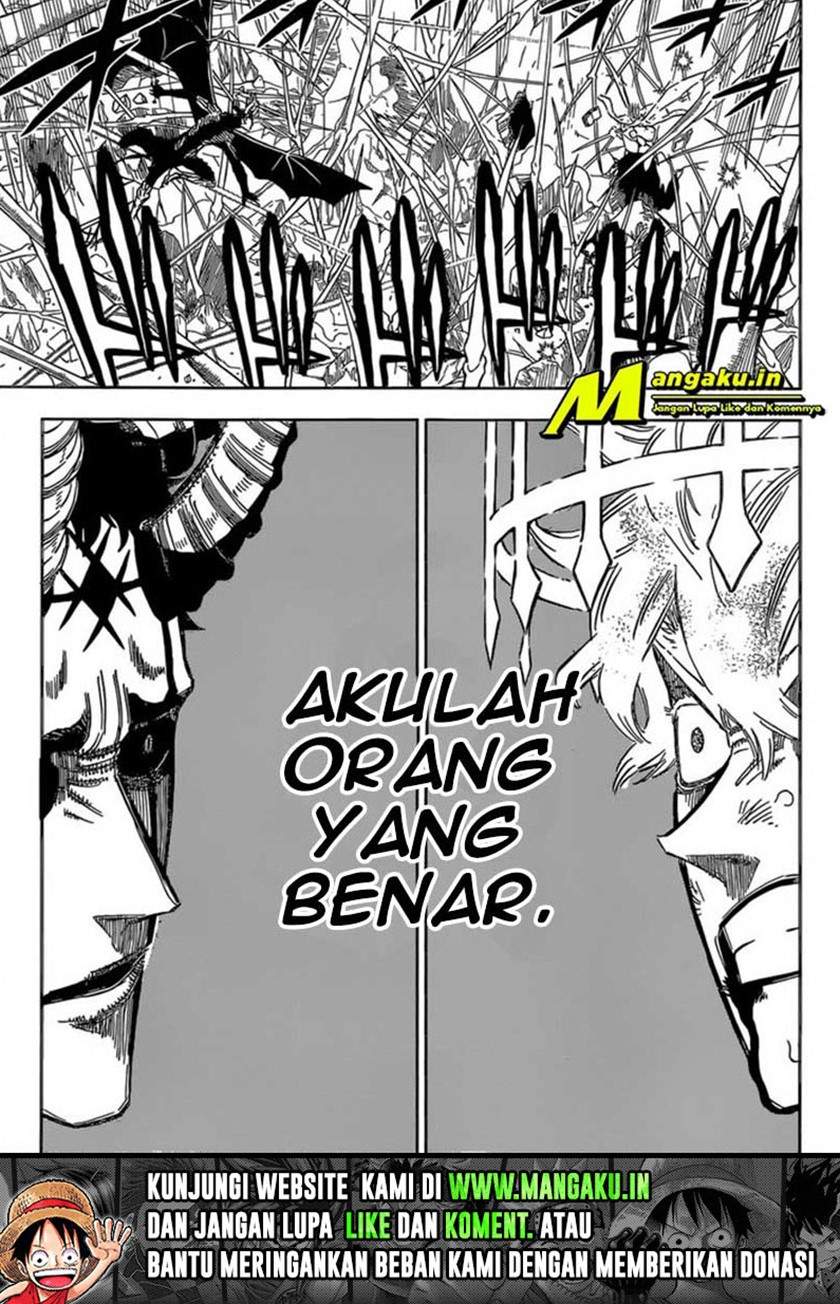 Mangaku.in
Jangan Lupa Like dan Komennya
AKULAH
ORANG
YANG
BENAR.
KUNJUNGI WEBSITE KAMI DI WWW.MANGAKU.IN
DAN JANGAN LUPA LIKE DAN KOMENT. ATAU
BANTU MERINGANKAN BEBAN KAMI DENGAN MEMBERIKAN DONASI